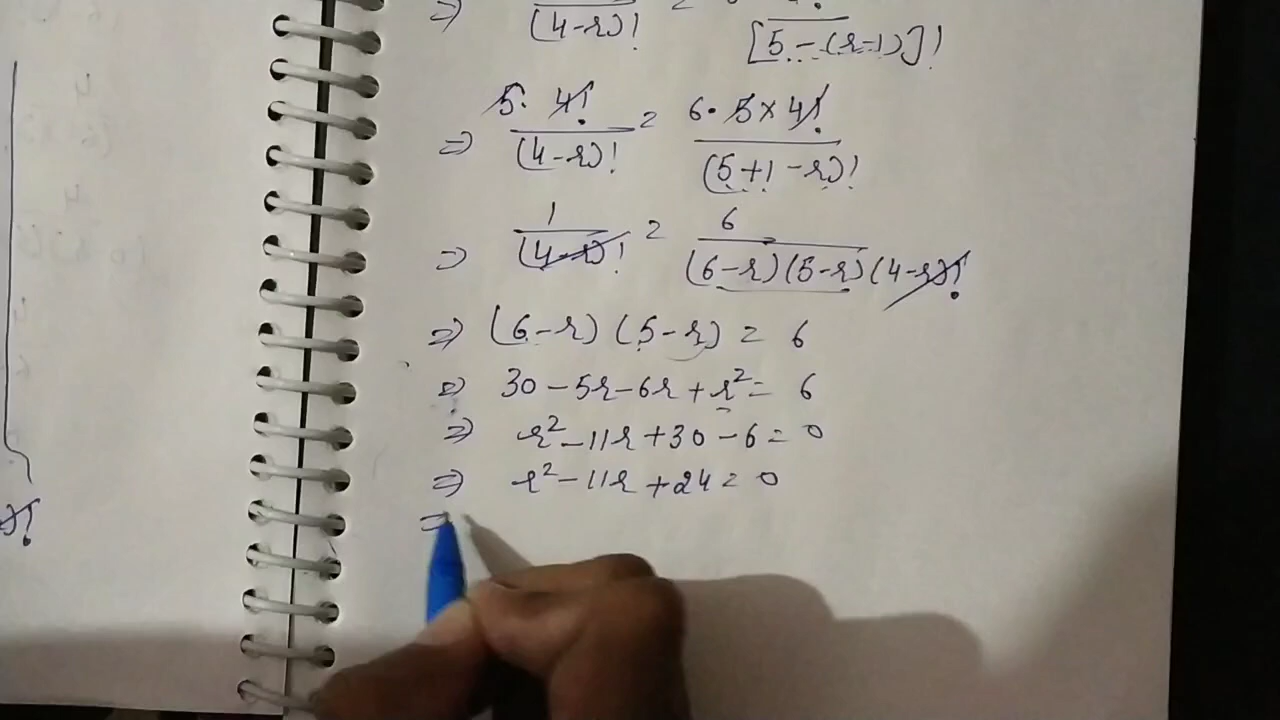 ⇒ (4-r)! = [5-(r-1)]!
⇒ 5. 4! / (4-r)! = 6. 5×4! / (5+1-r)!
⇒ 1 / (4-r)! = 6 / (6-r)(5-r)(4-r)!
⇒ (6-r) (5-r) = 6
⇒ 30-5r-6r+r² = 6
⇒ r²-11r+30-6=0
⇒ r²-11r+24=0
⇒